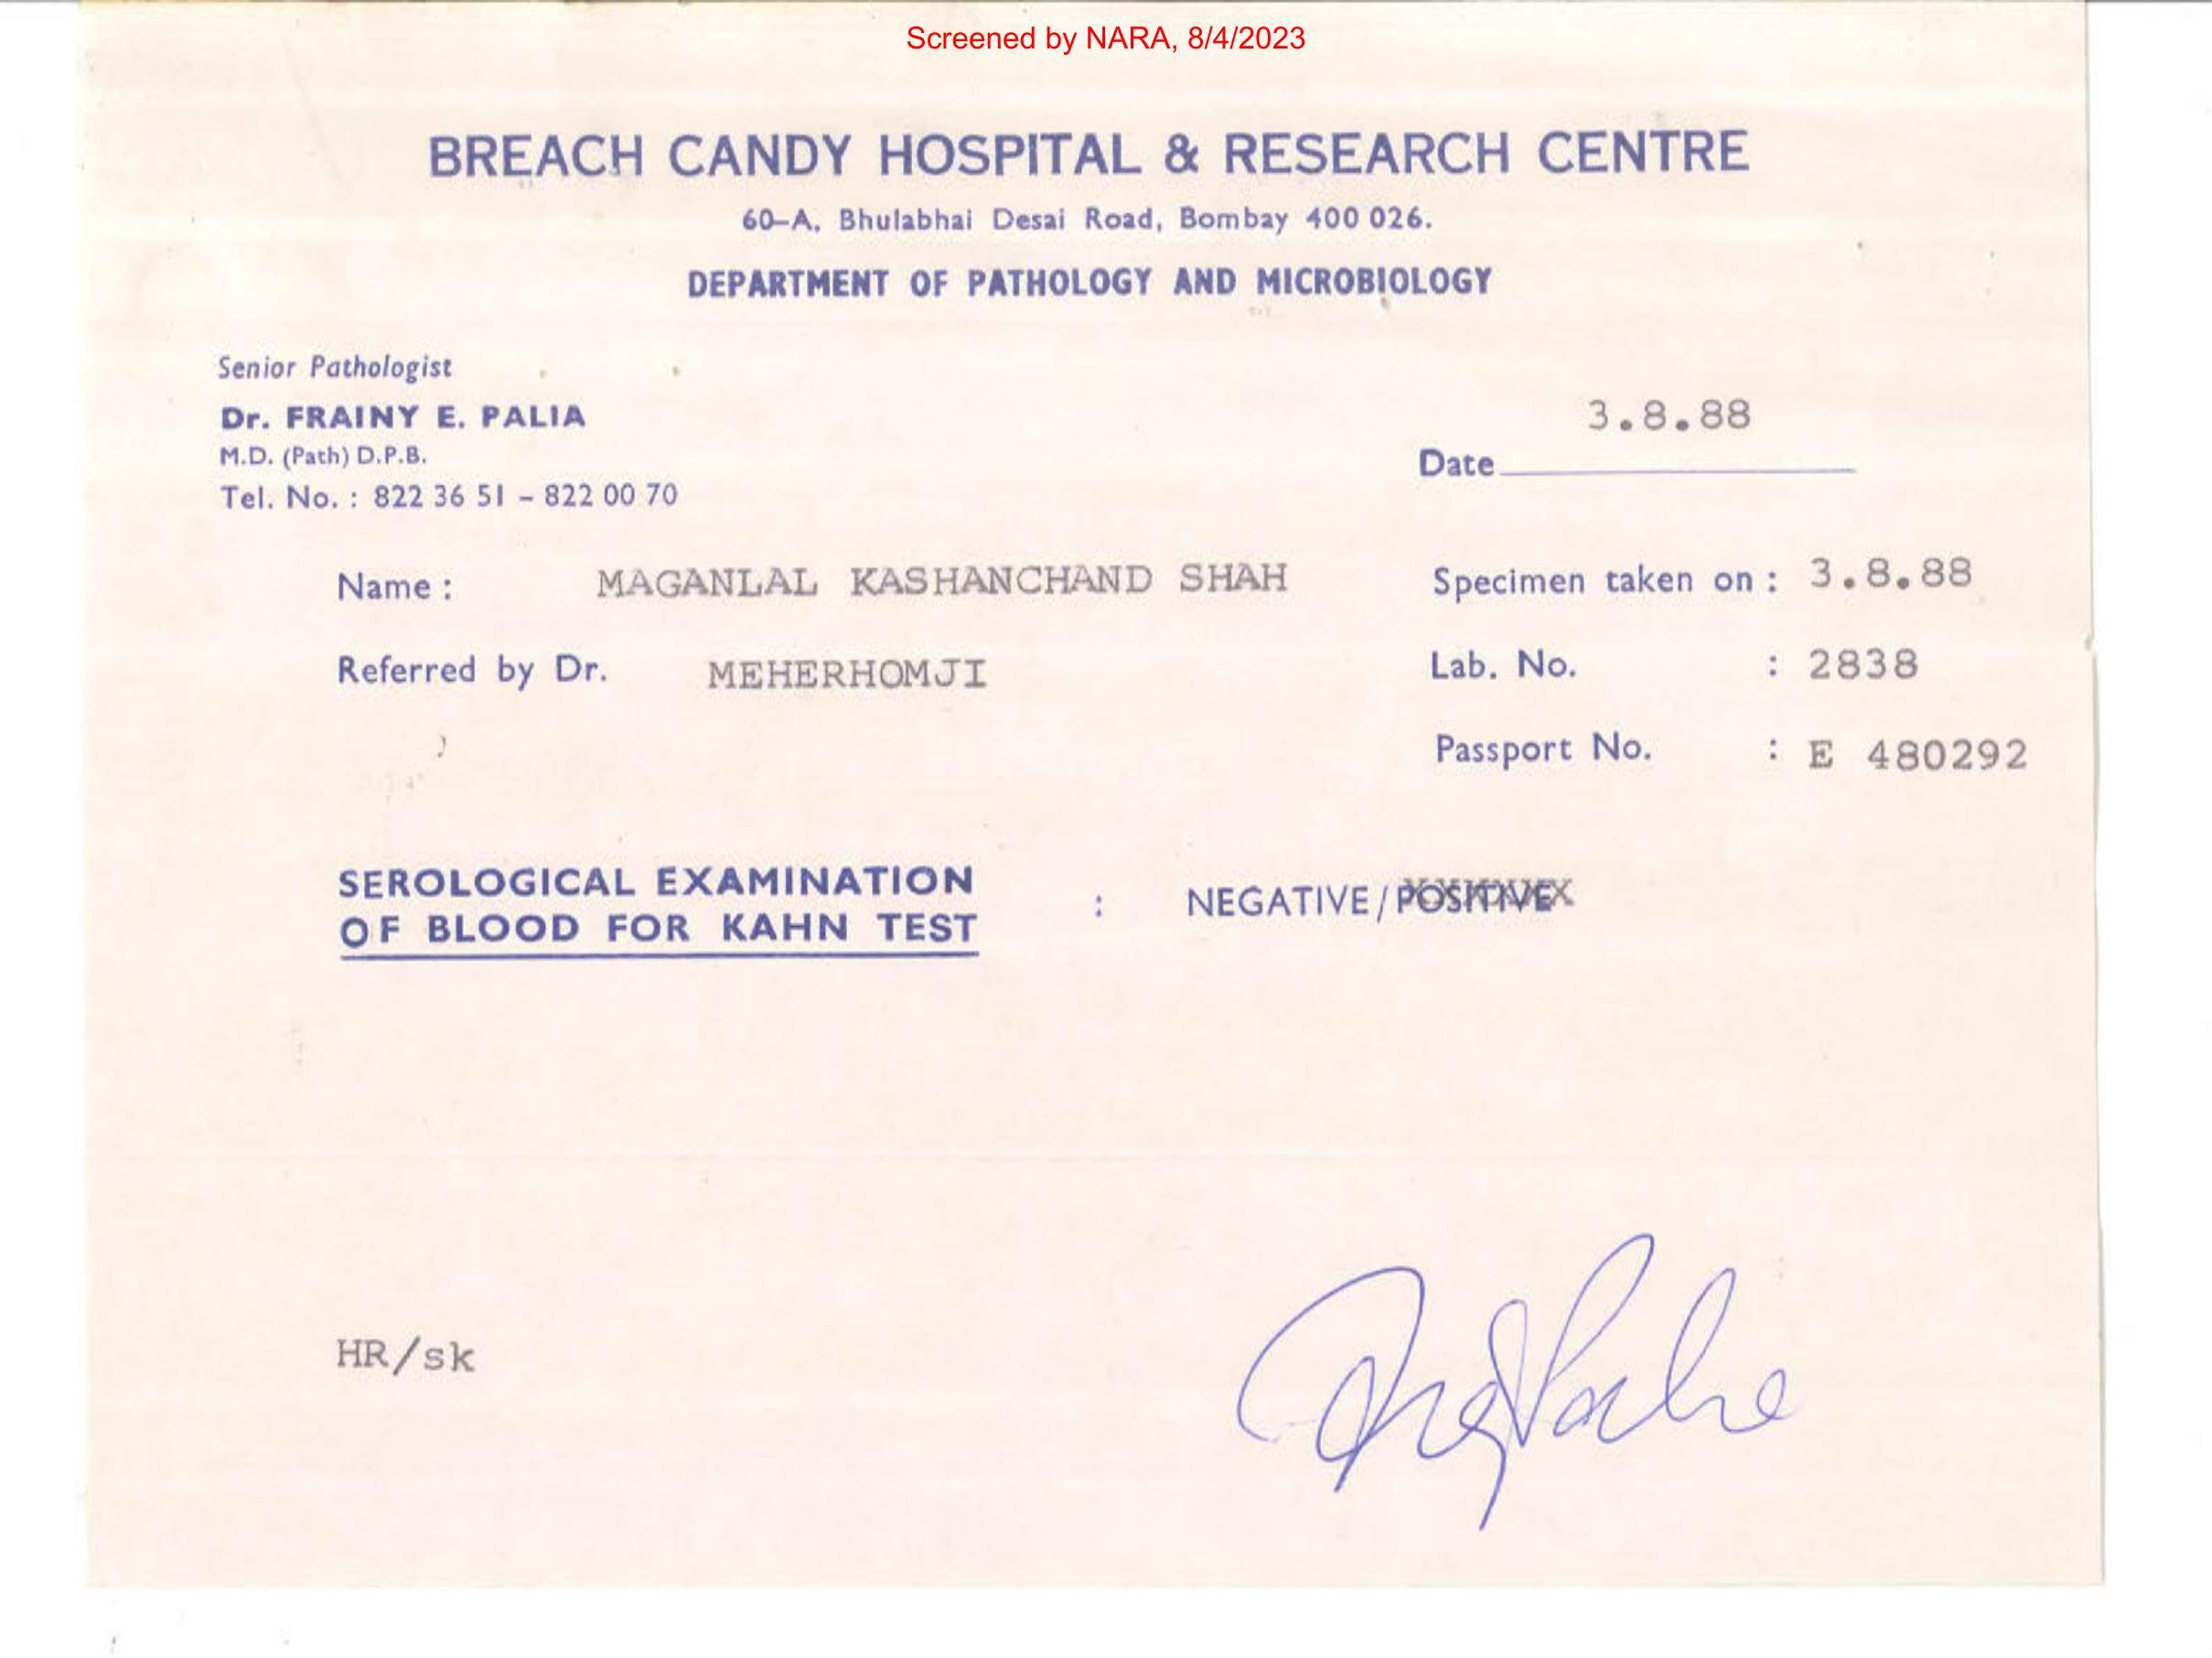 Screened by NARA, 8/4/2023
BREACH CANDY HOSPITAL & RESEARCH CENTRE
60-A, Bhulabhai Desai Road, Bombay 400 026.
DEPARTMENT OF PATHOLOGY AND MICROBIOLOGY
Senior Pathologist
Dr. FRAINY E. PALIA
M.D. (Path) D.P.B.
Tel. No. : 822 36 51 – 822 00 70
Date 3.8.88
Name : MAGANLAL KASHANCHAND SHAH
Specimen taken on : 3.8.88
Referred by Dr. MEHERHOMJI
Lab. No. : 2838
Passport No. : E 480292
SEROLOGICAL EXAMINATION
OF BLOOD FOR KAHN TEST : NEGATIVE / POSITIVE
HR/sk